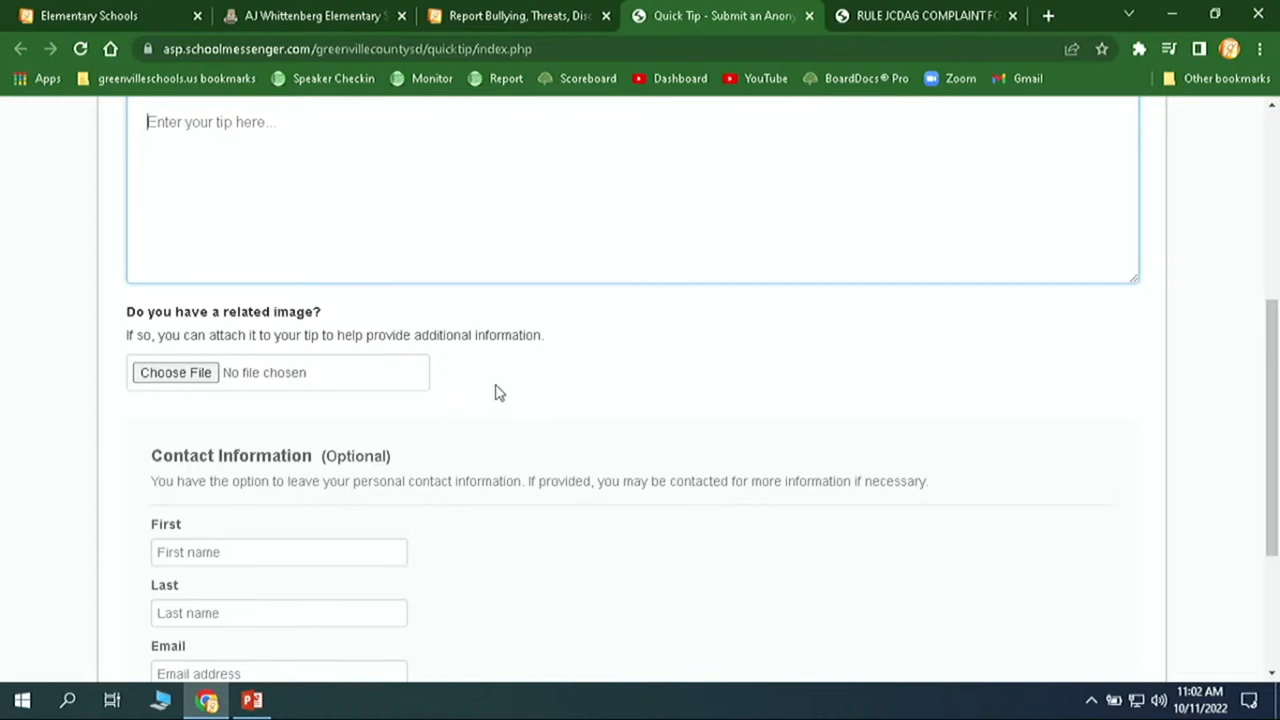 Elementary Schools
AJ Whittenberg Elementary S
Report Bullying, Threats, Disc
Quick Tip - Submit an Anony
RULE JCDAG COMPLAINT FO
asp.schoolmessenger.com/greenvillecountysd/quicktip/index.php
Apps
greenvilleschools.us bookmarks
Speaker Checkin
Monitor
Report
Scoreboard
Dashboard
YouTube
BoardDocs® Pro
Zoom
Gmail
Other bookmarks
Enter your tip here...
Do you have a related image?
If so, you can attach it to your tip to help provide additional information.
Choose File No file chosen
Contact Information (Optional)
You have the option to leave your personal contact information. If provided, you may be contacted for more information if necessary.
First
First name
Last
Last name
Email
Email address
11:02 AM
10/11/2022